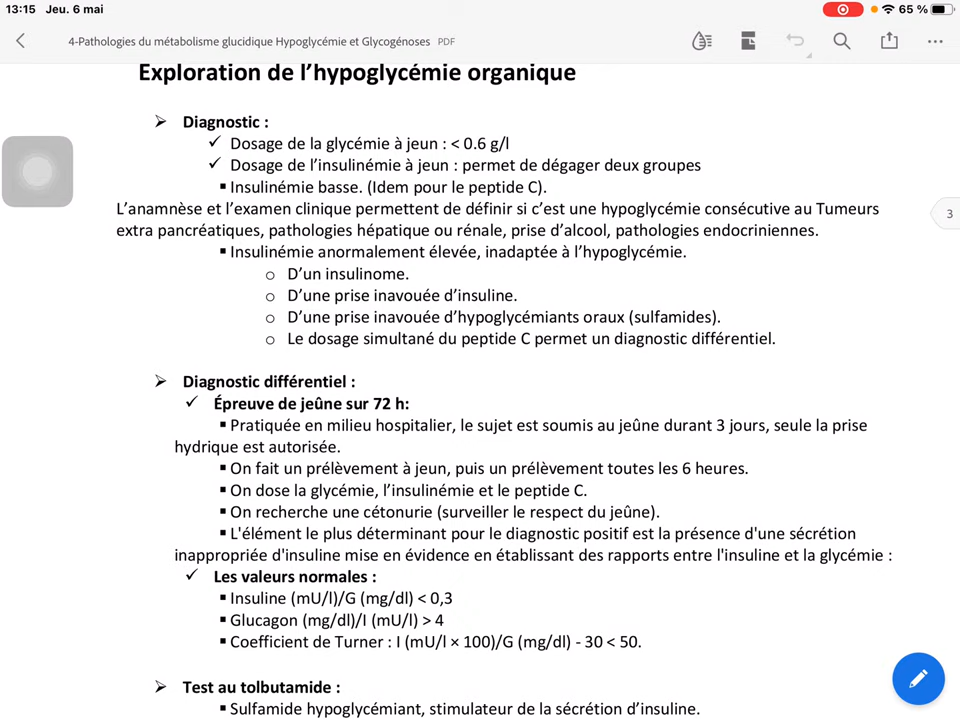 13:15 Jeu. 6 mai 65 %
4-Pathologies du métabolisme glucidique Hypoglycémie et Glycogénoses PDF
Exploration de l'hypoglycémie organique
➢ Diagnostic :
✓ Dosage de la glycémie à jeun : < 0.6 g/l
✓ Dosage de l'insulinémie à jeun : permet de dégager deux groupes
▪ Insulinémie basse. (Idem pour le peptide C).
L'anamnèse et l'examen clinique permettent de définir si c'est une hypoglycémie consécutive au Tumeurs
extra pancréatiques, pathologies hépatique ou rénale, prise d'alcool, pathologies endocriniennes.
3
▪ Insulinémie anormalement élevée, inadaptée à l'hypoglycémie.
o D'un insulinome.
o D'une prise inavouée d'insuline.
o D'une prise inavouée d'hypoglycémiants oraux (sulfamides).
o Le dosage simultané du peptide C permet un diagnostic différentiel.
➢ Diagnostic différentiel :
✓ Épreuve de jeûne sur 72 h:
▪ Pratiquée en milieu hospitalier, le sujet est soumis au jeûne durant 3 jours, seule la prise
hydrique est autorisée.
▪ On fait un prélèvement à jeun, puis un prélèvement toutes les 6 heures.
▪ On dose la glycémie, l'insulinémie et le peptide C.
▪ On recherche une cétonurie (surveiller le respect du jeûne).
▪ L'élément le plus déterminant pour le diagnostic positif est la présence d'une sécrétion
inappropriée d'insuline mise en évidence en établissant des rapports entre l'insuline et la glycémie :
✓ Les valeurs normales :
▪ Insuline (mU/l)/G (mg/dl) < 0,3
▪ Glucagon (mg/dl)/I (mU/l) > 4
▪ Coefficient de Turner : I (mU/l × 100)/G (mg/dl) - 30 < 50.
➢ Test au tolbutamide :
▪ Sulfamide hypoglycémiant, stimulateur de la sécrétion d'insuline.